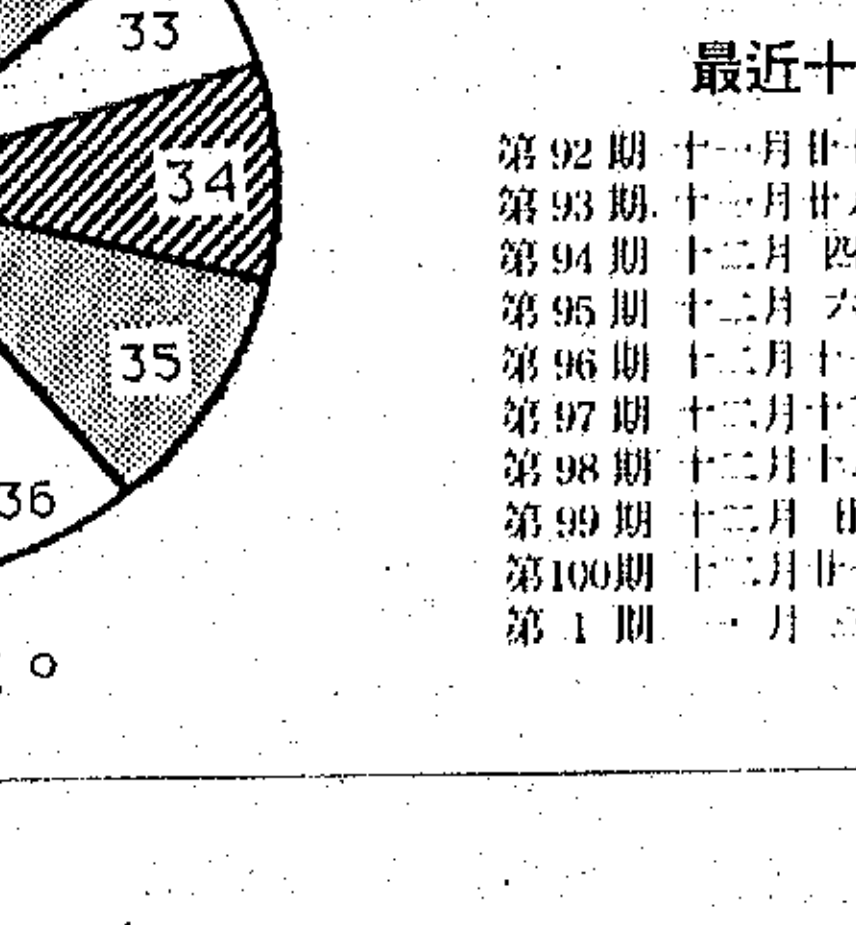 33
34
35
36
。
最近十
第 92 期 十一月廿
第 93 期 十一月廿
第 94 期 十二月 四
第 95 期 十二月 六
第 96 期 十二月十
第 97 期 十二月十
第 98 期 十二月十
第 99 期 十二月
第100期 十二月廿
第 1 期 一 月